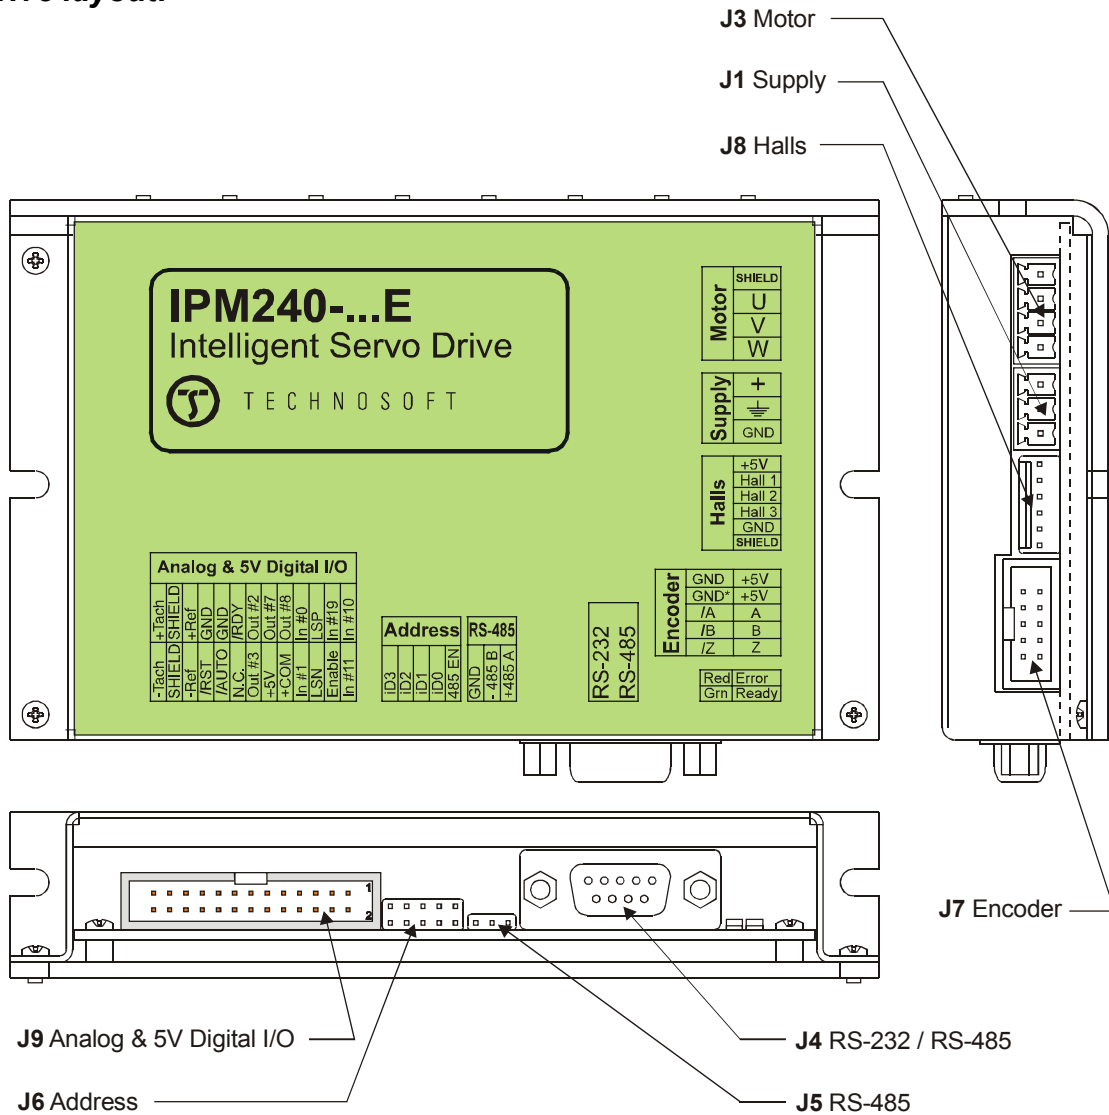 J3 Motor
J1 Supply
J8 Halls
IPM240-...E
Intelligent Servo Drive
TECHNOSOFT
Motor
SHIELD
U
V
W
Supply
+
GND
Halls
+5V
Hall 1
Hall 2
Hall 3
GND
SHIELD
Encoder
GND +5V
GND* +5V
/A A
/B B
/Z Z
Red Error
Grn Ready
Analog & 5V Digital I/O
-Tach +Tach
SHIELD SHIELD
-Ref +Ref
/RST GND
/AUTO GND
N.C. /RDY
Out #3 Out #2
+5V Out #7
+COM Out #8
In #1 In #0
LSN LSP
Enable In #19
In #11 In #10
Address
iD3
iD2
iD1
iD0
485 EN
RS-485
GND
- 485 B
+485 A
RS-232
RS-485
1
2
J7 Encoder
J9 Analog & 5V Digital I/O
J4 RS-232 / RS-485
J6 Address
J5 RS-485